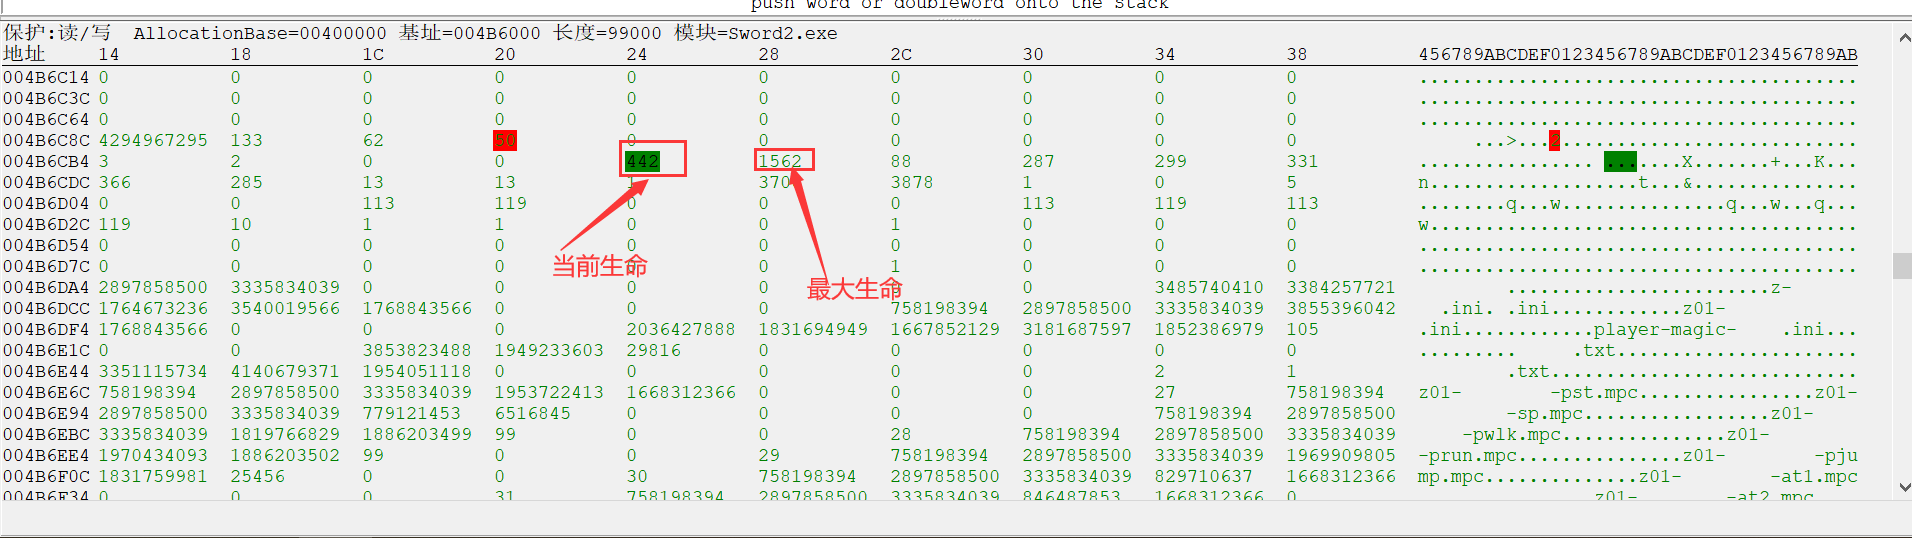 push word or doubleword onto the stack
保护:读/写 AllocationBase=00400000 基址=004B6000 长度=99000 模块=Sword2.exe
地址 14 18 1C 20 24 28 2C 30 34 38 456789ABCDEF0123456789ABCDEF0123456789AB
004B6C14 0 0 0 0 0 0 0 0 0 0 ........................................
004B6C3C 0 0 0 0 0 0 0 0 0 0 ........................................
004B6C64 0 0 0 0 0 0 0 0 0 0 ........................................
004B6C8C 4294967295 133 62 50 0 0 0 0 0 0 ...>...2............................
004B6CB4 3 2 0 0 442 1562 88 287 299 331 ................ ... .......X.......+...K...
004B6CDC 366 285 13 13 1 370 3878 1 0 5 n...................t...&...............
004B6D04 0 0 113 119 0 0 0 113 119 113 ........q...w...............q...w...q...
004B6D2C 119 10 1 1 0 0 1 0 0 0 w.......................................
004B6D54 0 0 0 0 0 0 0 0 0 0 ........................................
004B6D7C 0 0 0 0 0 0 1 0 0 0 ........................................
004B6DA4 2897858500 3335834039 0 0 0 0 0 0 3485740410 3384257721 ........................z-
004B6DCC 1764673236 3540019566 1768843566 0 0 0 758198394 2897858500 3335834039 3855396042 .ini. .ini............z01-
004B6DF4 1768843566 0 0 0 2036427888 1831694949 1667852129 3181687597 1852386979 105 .ini............player-magic- .ini...
004B6E1C 0 0 3853823488 1949233603 29816 0 0 0 0 0 ......... .txt......................
004B6E44 3351115734 4140679371 1954051118 0 0 0 0 0 2 1 .txt............................
004B6E6C 758198394 2897858500 3335834039 1953722413 1668312366 0 0 0 27 758198394 z01- -pst.mpc................z01-
004B6E94 2897858500 3335834039 779121453 6516845 0 0 0 0 758198394 2897858500 -sp.mpc.................z01-
004B6EBC 3335834039 1819766829 1886203499 99 0 0 28 758198394 2897858500 3335834039 -pwlk.mpc...............z01-
004B6EE4 1970434093 1886203502 99 0 0 29 758198394 2897858500 3335834039 1969909805 -prun.mpc...............z01- -pju
004B6F0C 1831759981 25456 0 0 30 758198394 2897858500 3335834039 829710637 1668312366 mp.mpc..............z01- -at1.mpc
004B6F34 0 0 0 31 758198394 2897858500 3335834039 846487853 1668312366 0 ................z01- -at2.mpc....
当前生命
最大生命